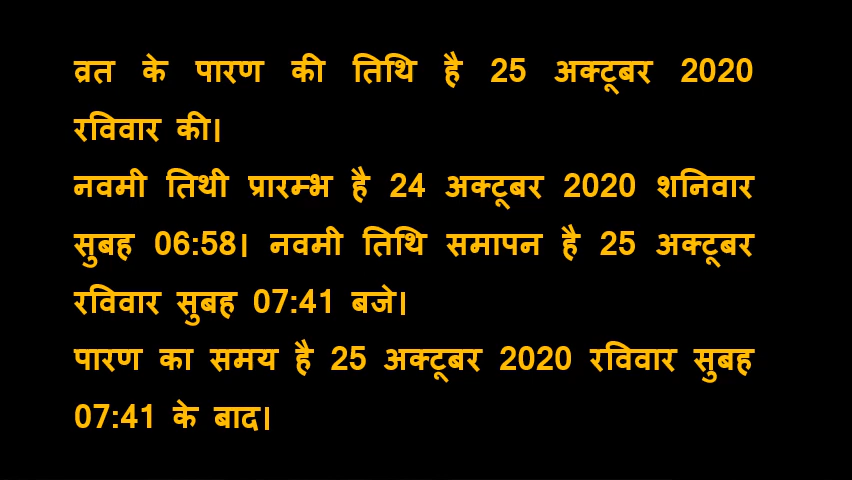 व्रत के पारण की तिथि है 25 अक्टूबर 2020
रविवार की।
नवमी तिथी प्रारम्भ है 24 अक्टूबर 2020 शनिवार
सुबह 06:58। नवमी तिथि समापन है 25 अक्टूबर
रविवार सुबह 07:41 बजे।
पारण का समय है 25 अक्टूबर 2020 रविवार सुबह
07:41 के बाद।